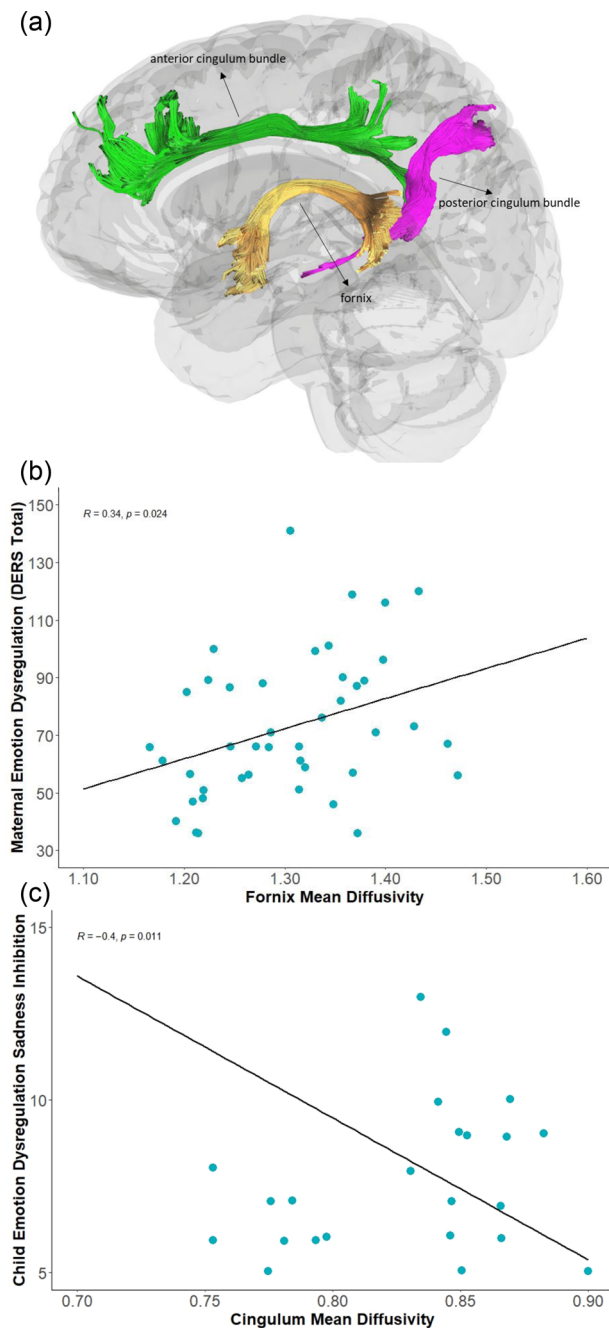 (a)
anterior cingulum bundle
posterior cingulum bundle
fornix
(b)
R = 0.34, p = 0.024
Maternal Emotion Dysregulation (DERS Total)
150
130
110
90
70
50
30
1.10 1.20 1.30 1.40 1.50 1.60
Fornix Mean Diffusivity
(c)
R = −0.4, p = 0.011
Child Emotion Dysregulation Sadness Inhibition
15
10
5
0.70 0.75 0.80 0.85 0.90
Cingulum Mean Diffusivity